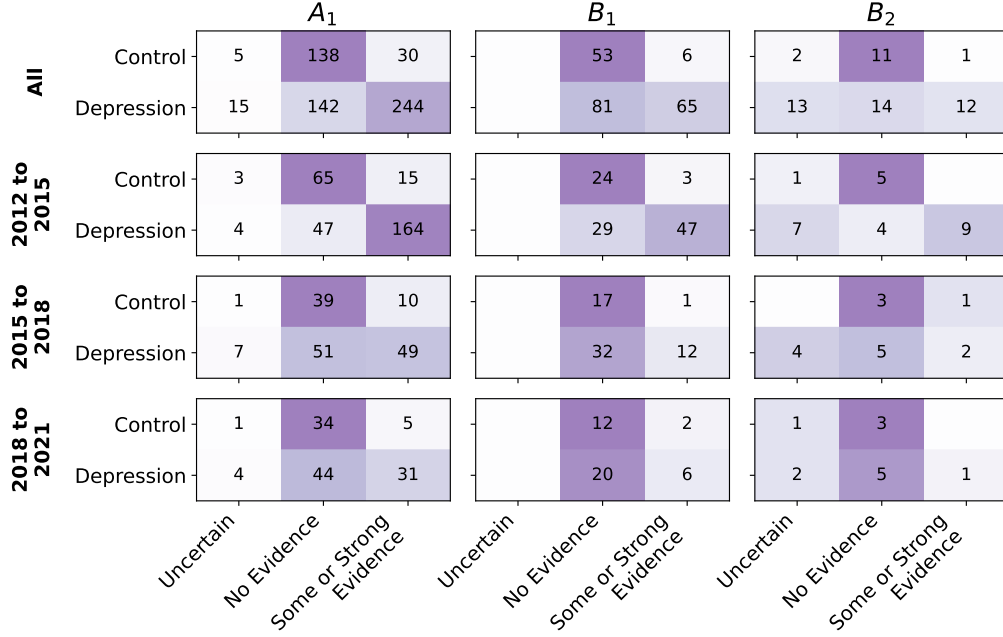 A1 B1 B2
All
Control 5 138 30 53 6 2 11 1
Depression 15 142 244 81 65 13 14 12
2012 to
2015
Control 3 65 15 24 3 1 5
Depression 4 47 164 29 47 7 4 9
2015 to
2018
Control 1 39 10 17 1 3 1
Depression 7 51 49 32 12 4 5 2
2018 to
2021
Control 1 34 5 12 2 1 3
Depression 4 44 31 20 6 2 5 1
Uncertain
No Evidence
Some or Strong
Evidence
Uncertain
No Evidence
Some or Strong
Evidence
Uncertain
No Evidence
Some or Strong
Evidence